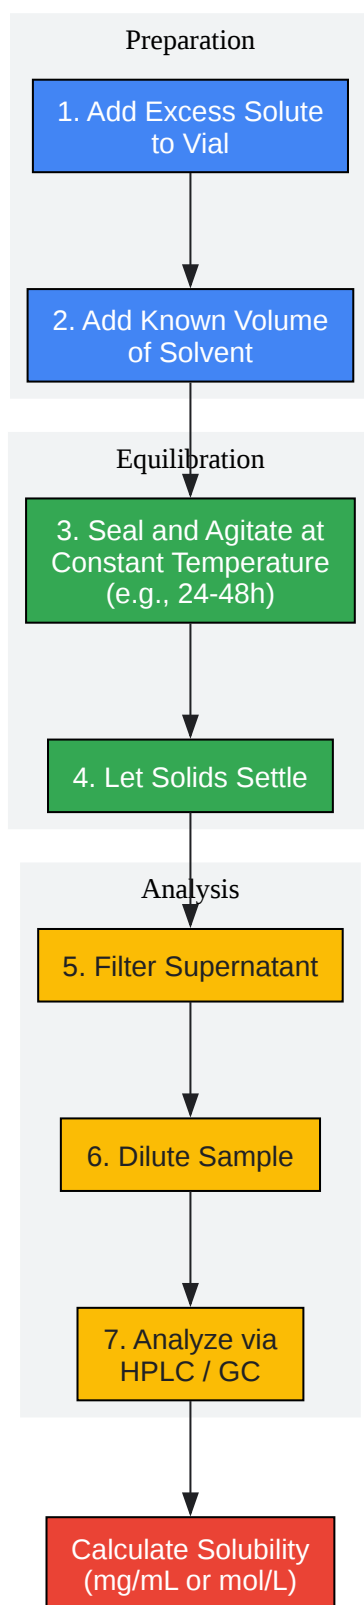 Preparation
1. Add Excess Solute
to Vial
2. Add Known Volume
of Solvent
Equilibration
3. Seal and Agitate at
Constant Temperature
(e.g., 24-48h)
4. Let Solids Settle
Analysis
5. Filter Supernatant
6. Dilute Sample
7. Analyze via
HPLC / GC
Calculate Solubility
(mg/mL or mol/L)